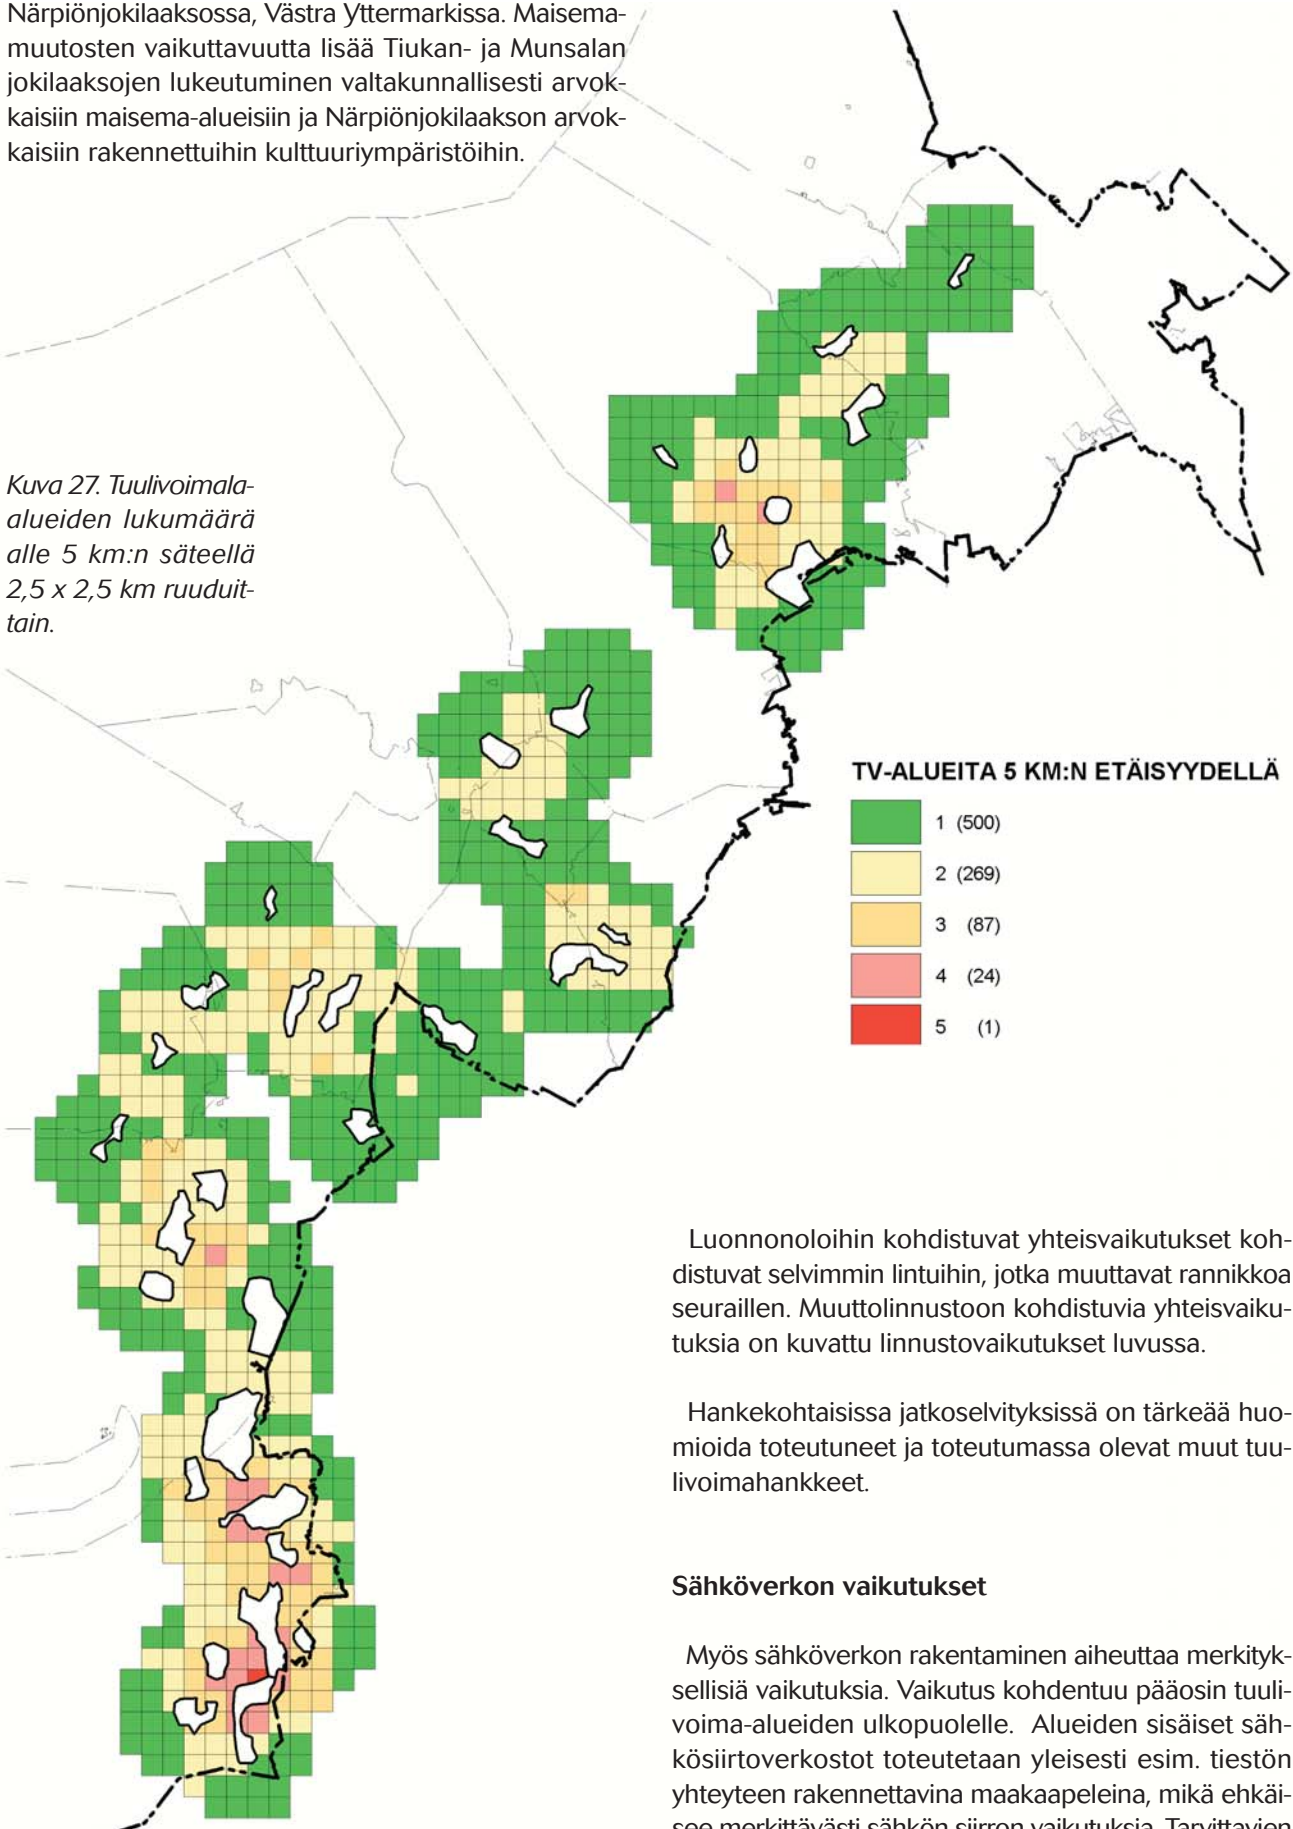 Närpiönjokilaaksossa, Västra Yttermarkissa. Maisema-
muutosten vaikuttavuutta lisää Tiukan- ja Munsalan
jokilaaksojen lukeutuminen valtakunnallisesti arvok-
kaisiin maisema-alueisiin ja Närpiönjokilaakson arvok-
kaisiin rakennettuihin kulttuuriympäristöihin.
Kuva 27. Tuulivoimala-
alueiden lukumäärä
alle 5 km:n säteellä
2,5 x 2,5 km ruuduit-
tain.
TV-ALUEITA 5 KM:N ETÄISYYDELLÄ
1 (500)
2 (269)
3 (87)
4 (24)
5 (1)
Luonnonoloihin kohdistuvat yhteisvaikutukset koh-
distuvat selvimmin lintuihin, jotka muuttavat rannikkoa
seuraillen. Muuttolinnustoon kohdistuvia yhteisvaiku-
tuksia on kuvattu linnustovaikutukset luvussa.
Hankekohtaisissa jatkoselvityksissä on tärkeää huo-
mioida toteutuneet ja toteutumassa olevat muut tuu-
livoimahankkeet.
Sähköverkon vaikutukset
Myös sähköverkon rakentaminen aiheuttaa merkityk-
sellisiä vaikutuksia. Vaikutus kohdentuu pääosin tuuli-
voima-alueiden ulkopuolelle. Alueiden sisäiset säh-
kösiirtoverkostot toteutetaan yleisesti esim. tiestön
yhteyteen rakennettavina maakaapeleina, mikä ehkäi-
see merkittävästi sähkön siirron vaikutuksia. Tarvittavien